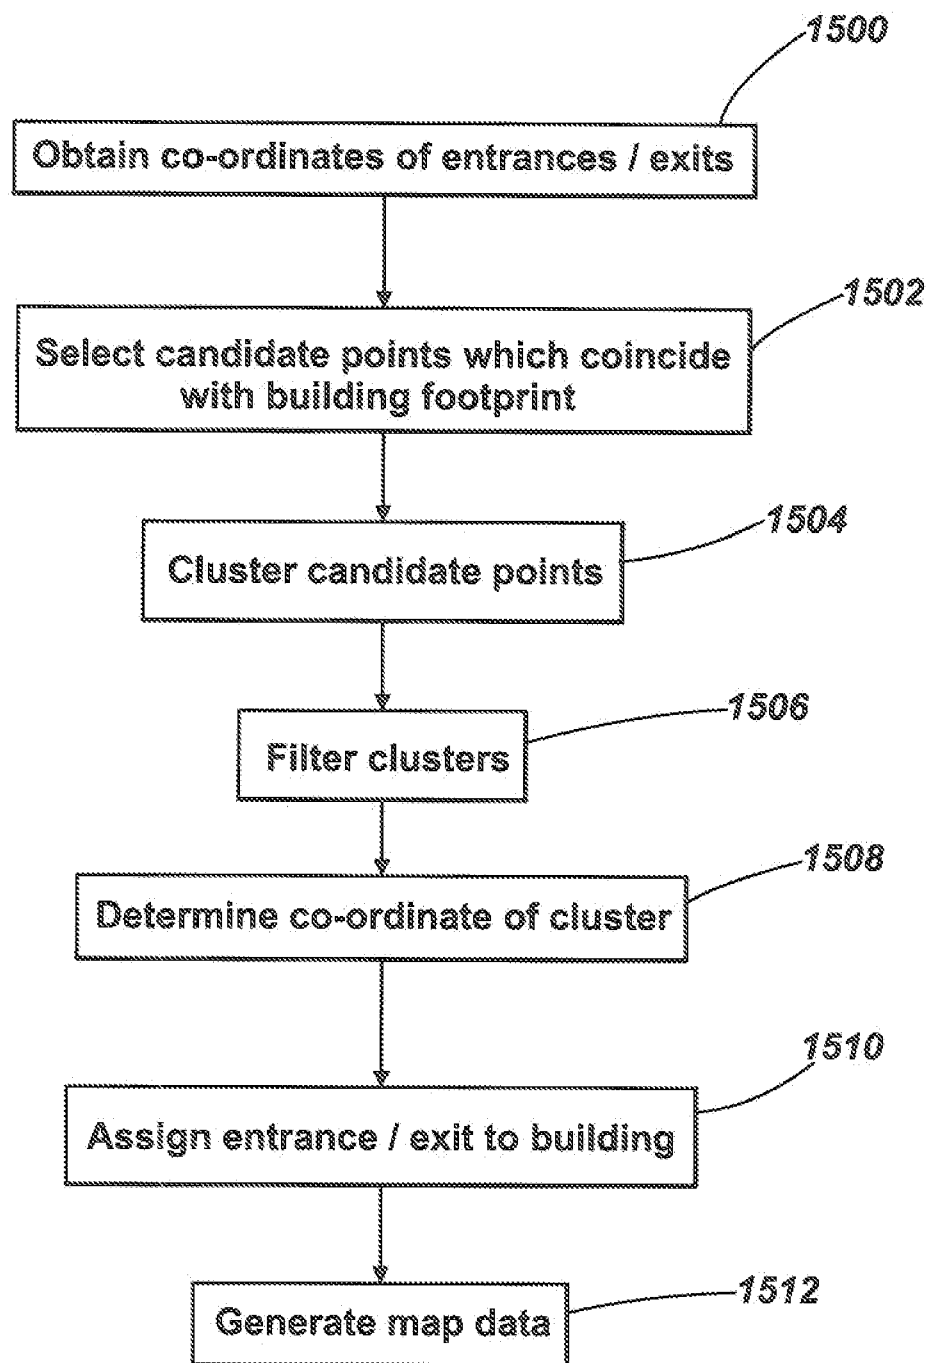 1500
Obtain co-ordinates of entrances / exits
1502
Select candidate points which coincide
with building footprint
1504
Cluster candidate points
1506
Filter clusters
1508
Determine co-ordinate of cluster
1510
Assign entrance / exit to building
1512
Generate map data